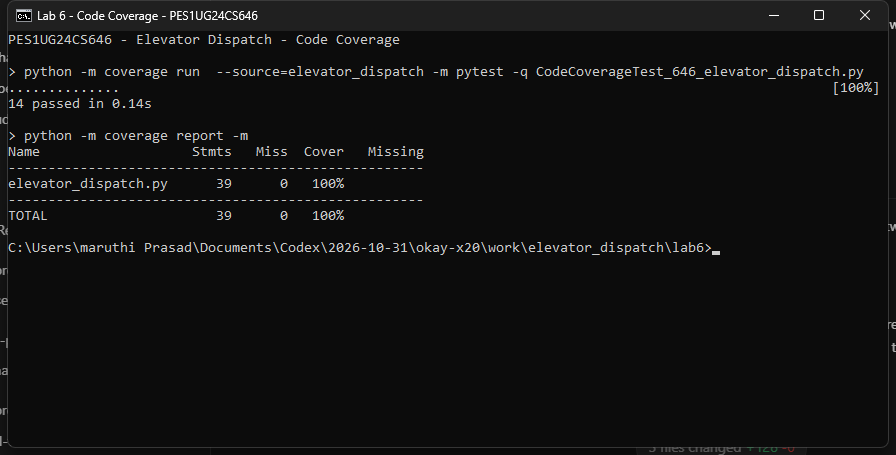 Lab 6 - Code Coverage - PES1UG24CS646
PES1UG24CS646 - Elevator Dispatch - Code Coverage
> python -m coverage run  --source=elevator_dispatch -m pytest -q CodeCoverageTest_646_elevator_dispatch.py
.............. [100%]
14 passed in 0.14s
> python -m coverage report -m
Name                   Stmts   Miss  Cover   Missing
----------------------------------------------------
elevator_dispatch.py      39      0   100%
----------------------------------------------------
TOTAL                     39      0   100%
C:\Users\maruthi Prasad\Documents\Codex\2026-10-31\okay-x20\work\elevator_dispatch\lab6>